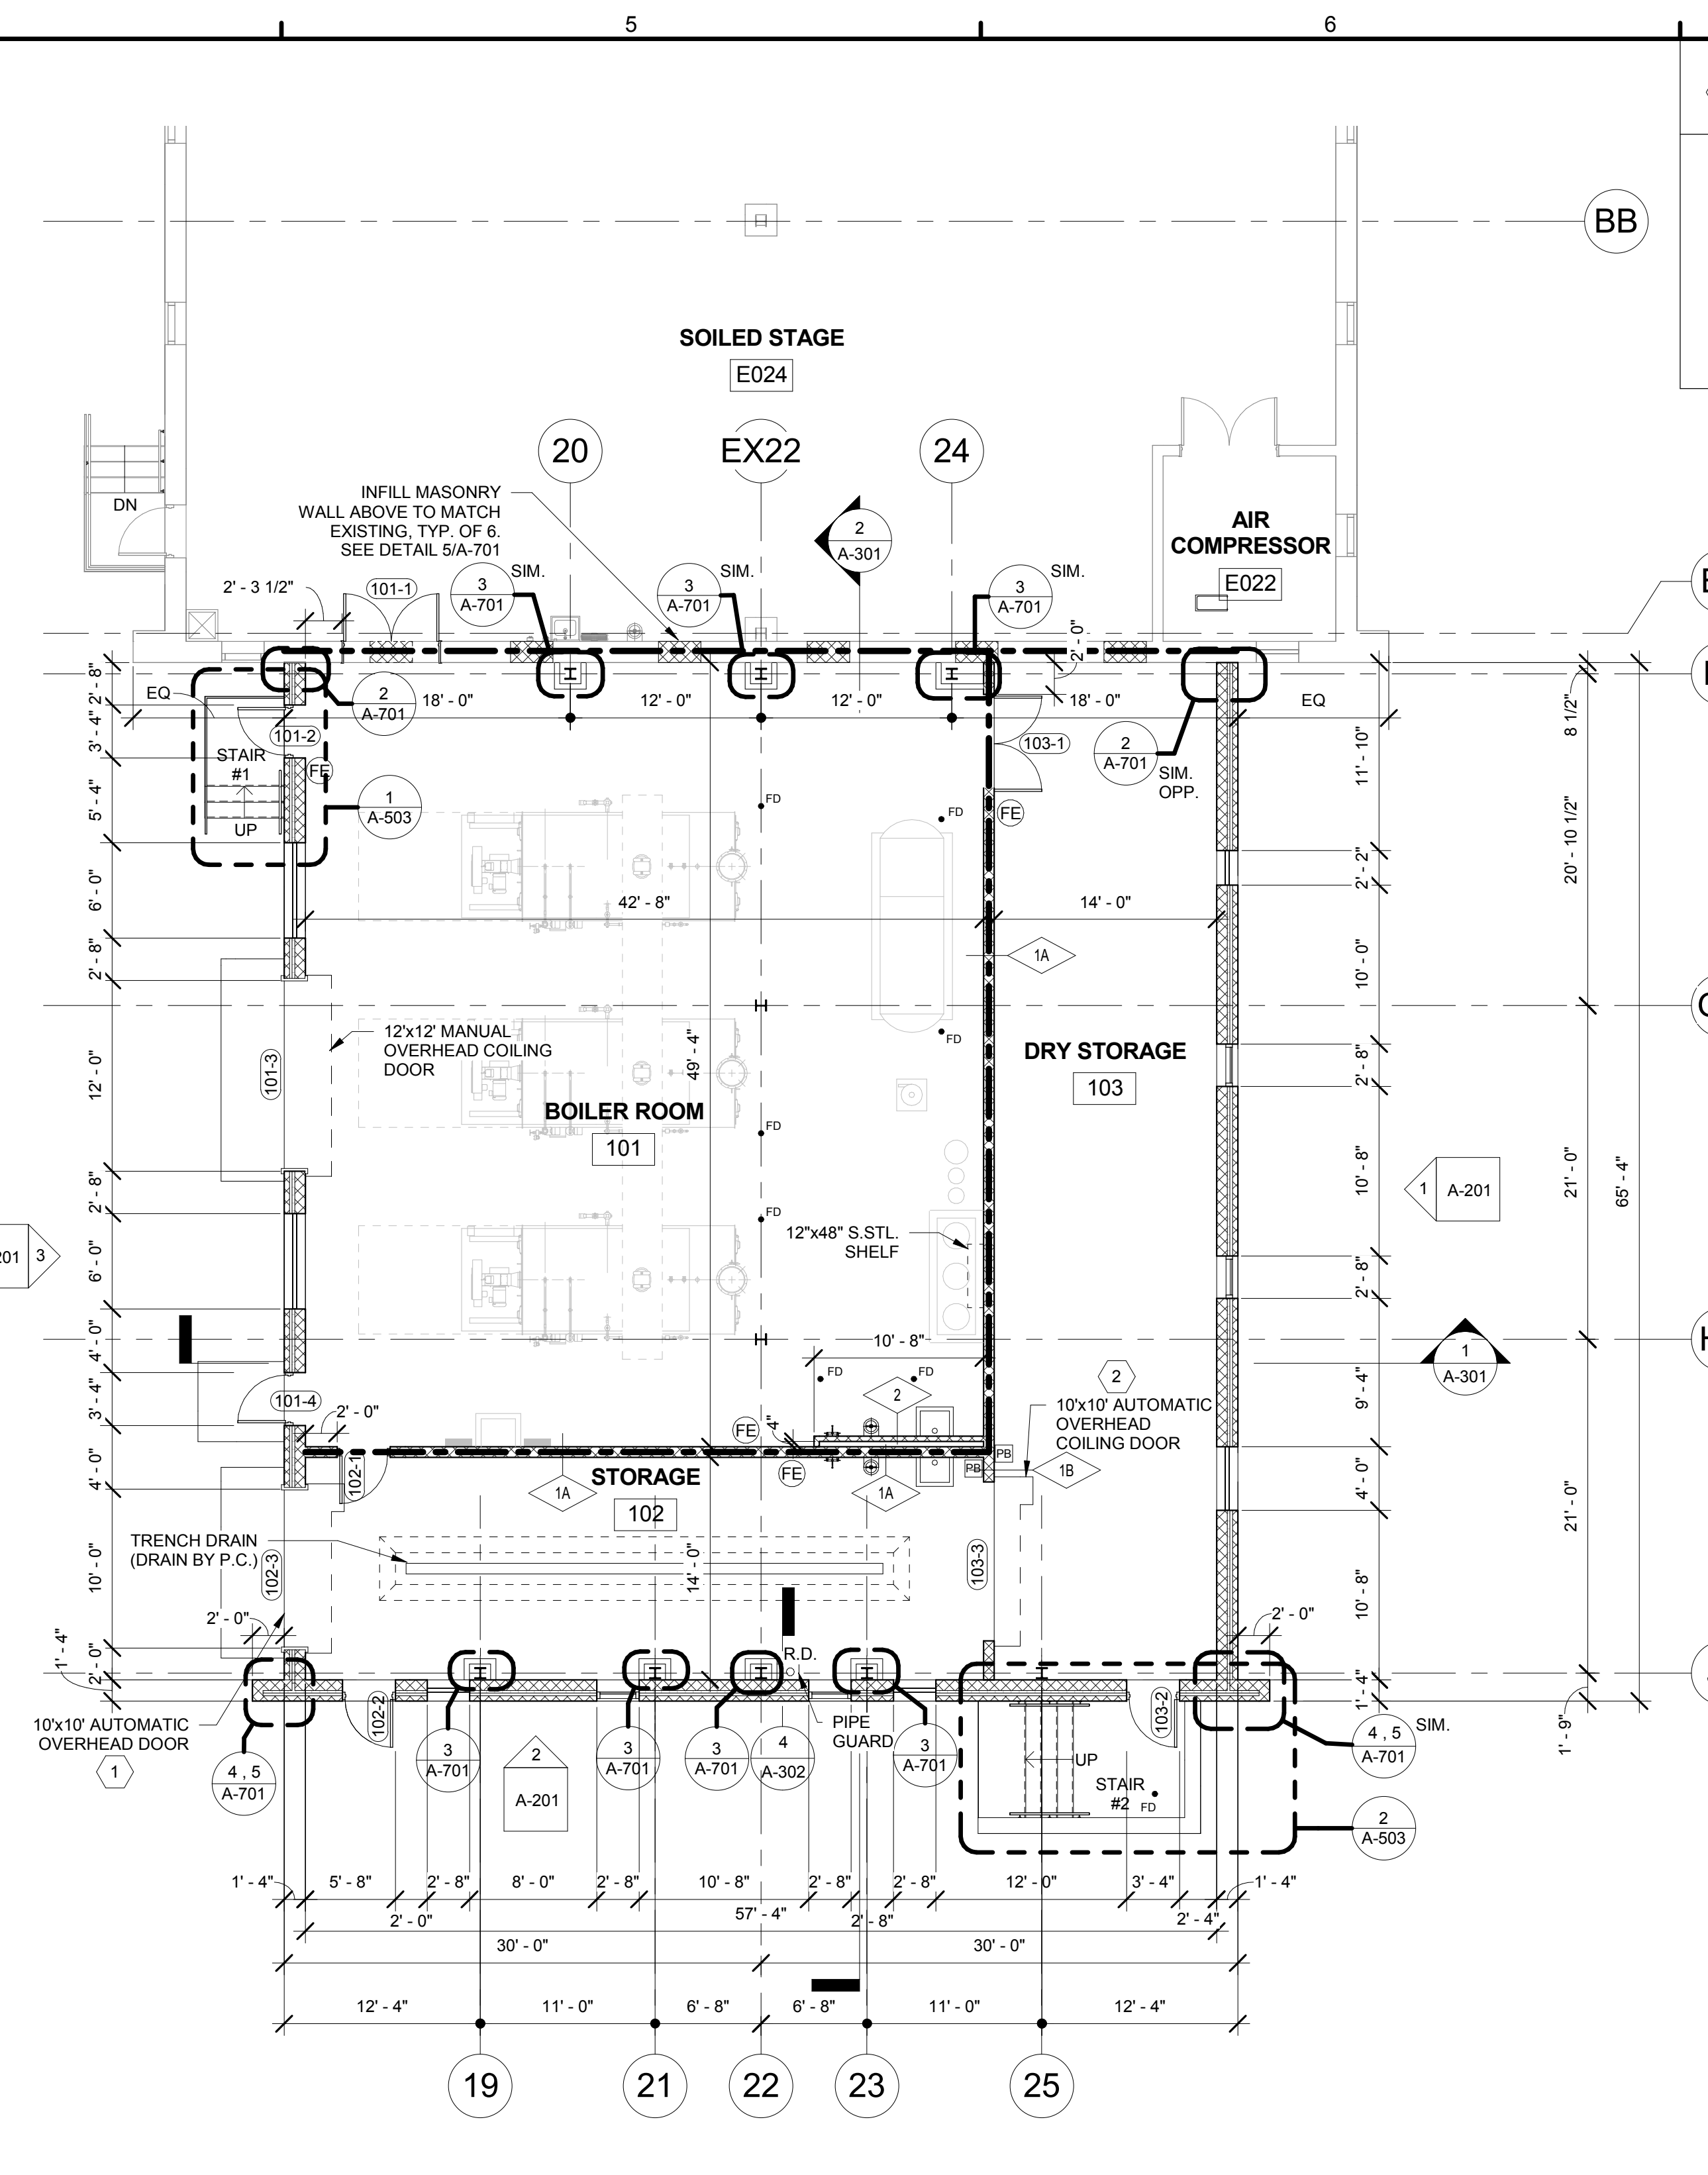 5
6
BB
SOILED STAGE
E024
20
EX22
24
DN
INFILL MASONRY
WALL ABOVE TO MATCH
EXISTING, TYP. OF 6.
SEE DETAIL 5/A-701
2
A-301
AIR
COMPRESSOR
E022
2' - 3 1/2"
101-1
3
A-701
SIM.
3
A-701
SIM.
3
A-701
SIM.
2' - 0"
2' - 8"
EQ
2
A-701
18' - 0"
12' - 0"
12' - 0"
18' - 0"
EQ
8 1/2"
3' - 4"
101-2
STAIR
#1
FE
UP
103-1
2
A-701
SIM.
OPP.
11' - 10"
5' - 4"
1
A-503
FD
FD
FE
20' - 10 1/2"
2' - 2"
6' - 0"
42' - 8"
14' - 0"
2' - 8"
1A
10' - 0"
12'x12' MANUAL
OVERHEAD COILING
DOOR
49' - 4"
FD
DRY STORAGE
103
2' - 8"
12' - 0"
101-3
BOILER ROOM
101
FD
10' - 8"
1
A-201
21' - 0"
65' - 4"
2' - 8"
FD
12"x48" S.STL.
SHELF
201
3
6' - 0"
2' - 8"
4' - 0"
10' - 8"
1
A-301
FD
FD
2
2
10'x10' AUTOMATIC
OVERHEAD
COILING DOOR
9' - 4"
3' - 4"
101-4
2' - 0"
FE
4"
PB
PB
4' - 0"
102-1
STORAGE
102
1A
FE
1A
1B
4' - 0"
21' - 0"
TRENCH DRAIN
(DRAIN BY P.C.)
10' - 0"
102-3
14' - 0"
103-3
10' - 8"
2' - 0"
2' - 0"
1' - 4"
2' - 0"
R.D.
1' - 4"
10'x10' AUTOMATIC
OVERHEAD DOOR
1
102-2
PIPE
GUARD
103-2
4 , 5
A-701
SIM.
1' - 9"
4 , 5
A-701
3
A-701
2
A-201
3
A-701
3
A-701
4
A-302
3
A-701
UP
STAIR
#2
FD
2
A-503
1' - 4"
5' - 8"
2' - 8"
8' - 0"
2' - 8"
10' - 8"
2' - 8"
2' - 8"
12' - 0"
3' - 4"
1' - 4"
2' - 0"
57' - 4"
2' - 8"
2' - 4"
30' - 0"
30' - 0"
12' - 4"
11' - 0"
6' - 8"
6' - 8"
11' - 0"
12' - 4"
19
21
22
23
25